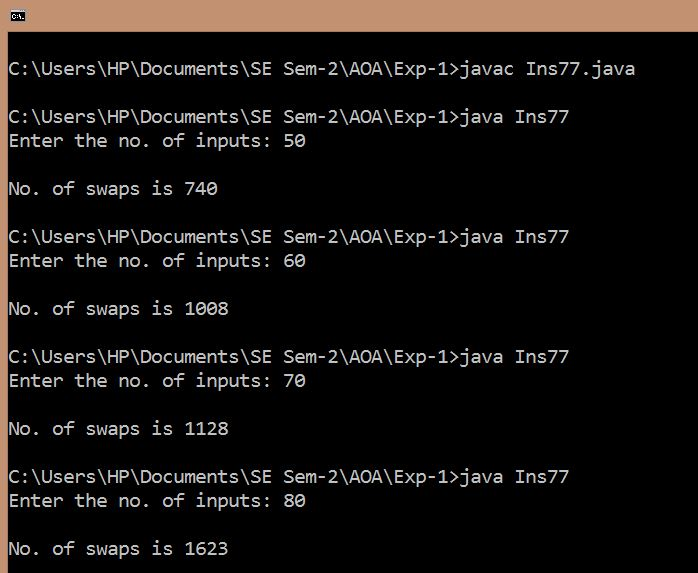 C:\Users\HP\Documents\SE Sem-2\AOA\Exp-1>javac Ins77.java
C:\Users\HP\Documents\SE Sem-2\AOA\Exp-1>java Ins77
Enter the no. of inputs: 50
No. of swaps is 740
C:\Users\HP\Documents\SE Sem-2\AOA\Exp-1>java Ins77
Enter the no. of inputs: 60
No. of swaps is 1008
C:\Users\HP\Documents\SE Sem-2\AOA\Exp-1>java Ins77
Enter the no. of inputs: 70
No. of swaps is 1128
C:\Users\HP\Documents\SE Sem-2\AOA\Exp-1>java Ins77
Enter the no. of inputs: 80
No. of swaps is 1623